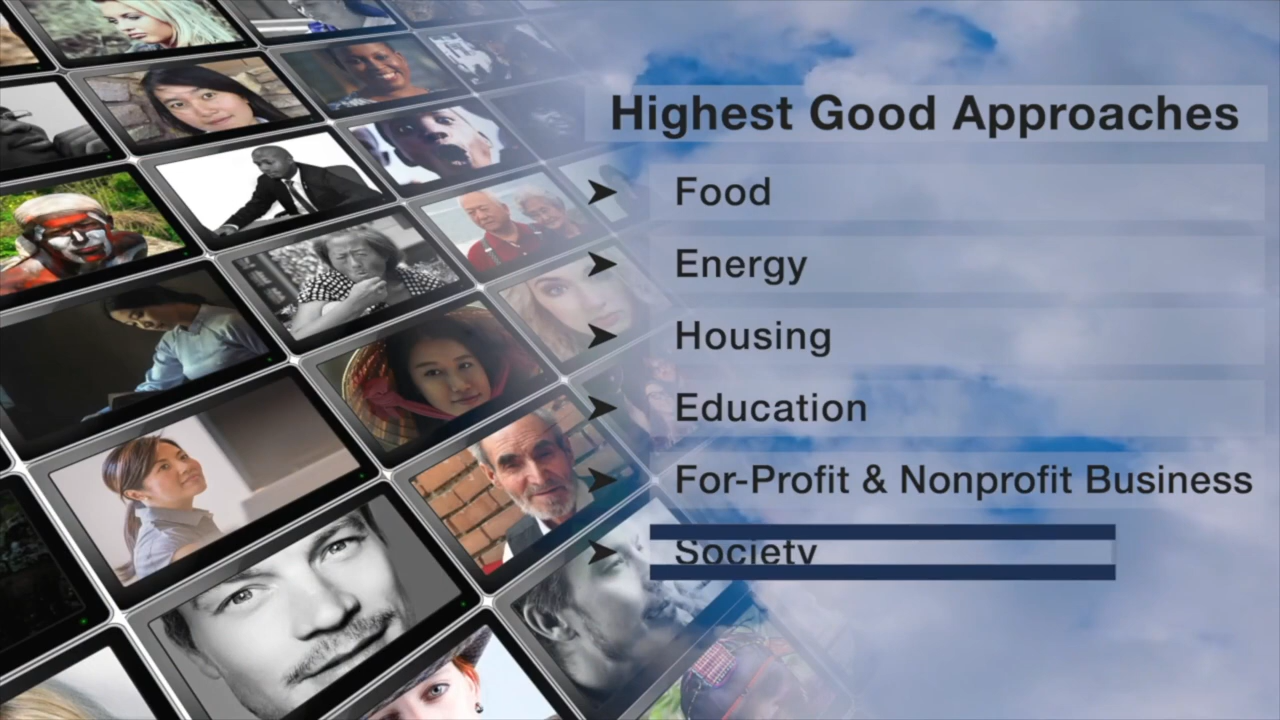 Highest Good Approaches
Food
Energy
Housing
Education
For-Profit & Nonprofit Business
Society